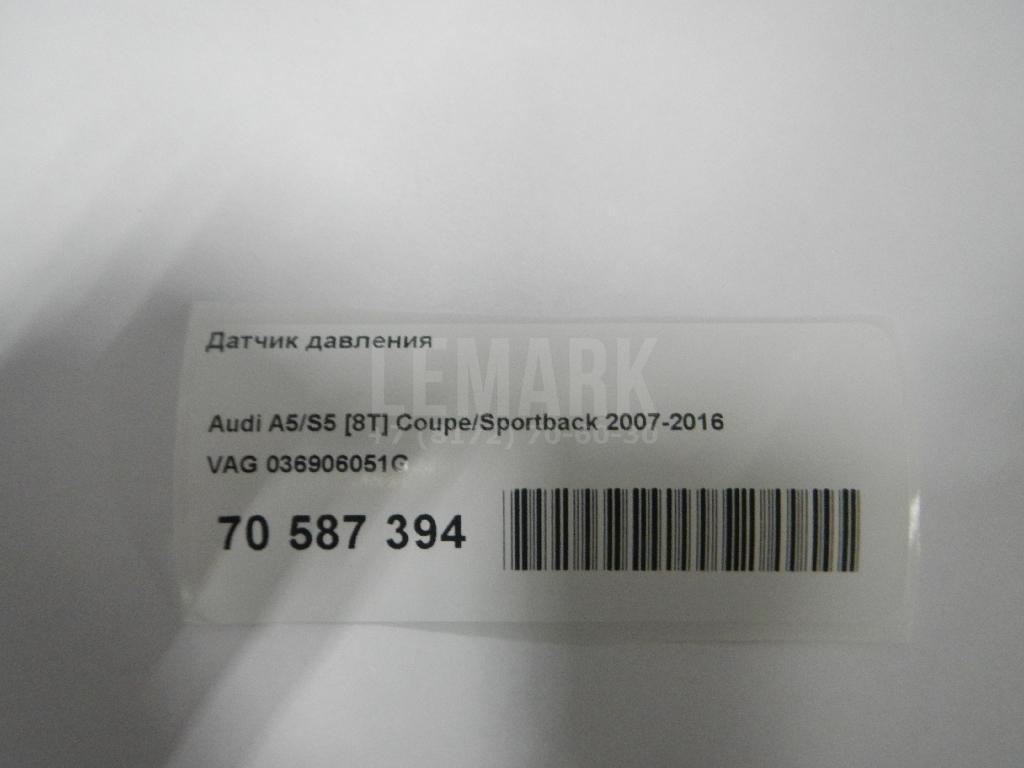 Датчик давления
LEMARK
Audi A5/S5 [8T] Coupe/Sportback 2007-2016
VAG 036906051G
70 587 394